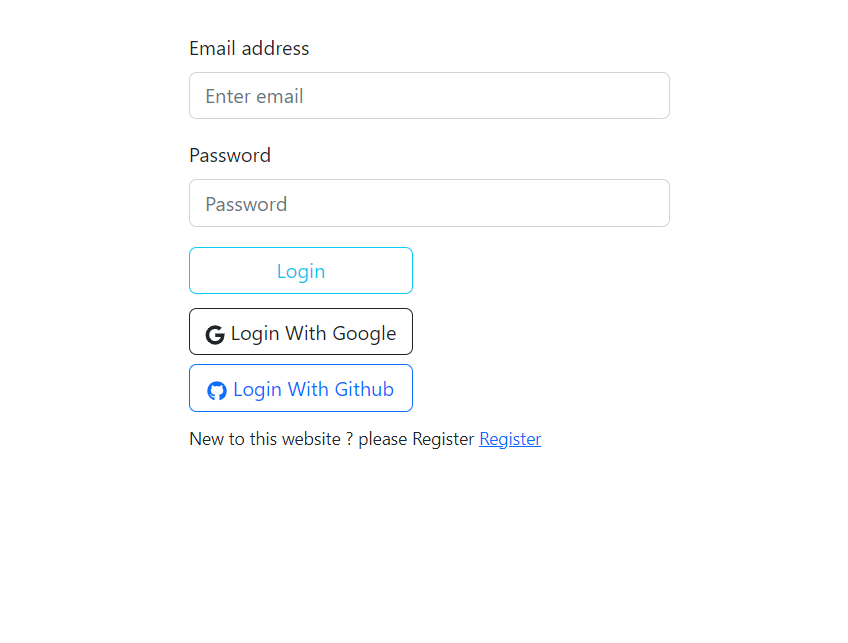 Email address
Enter email
Password
Password
Login
Login With Google
Login With Github
New to this website ? please Register Register